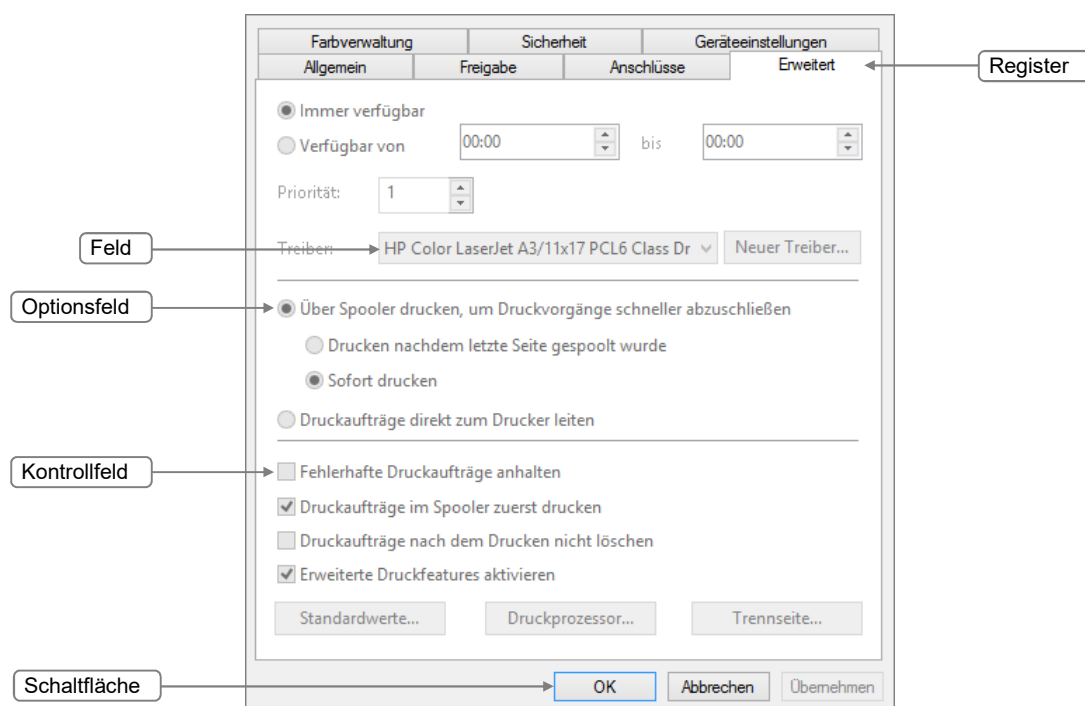 Farbverwaltung Sicherheit Geräteeinstellungen
Allgemein Freigabe Anschlüsse Erweitert
Register
Immer verfügbar
Verfügbar von 00:00 bis 00:00
Priorität: 1
Feld
Treiber: HP Color LaserJet A3/11x17 PCL6 Class Dr Neuer Treiber...
Optionsfeld
Über Spooler drucken, um Druckvorgänge schneller abzuschließen
Drucken nachdem letzte Seite gespoolt wurde
Sofort drucken
Druckaufträge direkt zum Drucker leiten
Kontrollfeld
Fehlerhafte Druckaufträge anhalten
Druckaufträge im Spooler zuerst drucken
Druckaufträge nach dem Drucken nicht löschen
Erweiterte Druckfeatures aktivieren
Standardwerte... Druckprozessor... Trennseite...
Schaltfläche
OK Abbrechen Übernehmen